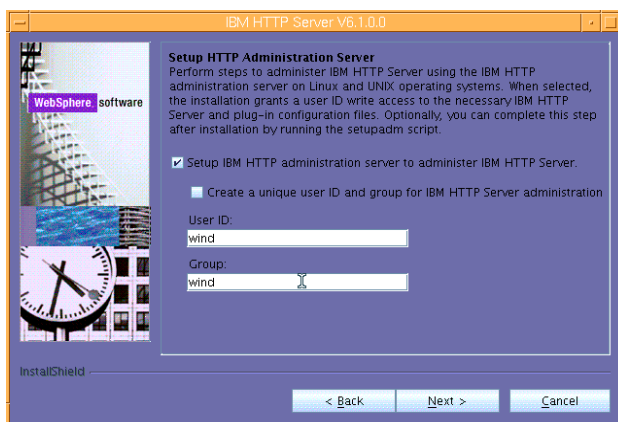 IBM HTTP Server V6.1.0.0
WebSphere software
Setup HTTP Administration Server
Perform steps to administer IBM HTTP Server using the IBM HTTP
administration server on Linux and UNIX operating systems. When selected,
the installation grants a user ID write access to the necessary IBM HTTP
Server and plug-in configuration files. Optionally, you can complete this step
after installation by running the setupadm script.
Setup IBM HTTP administration server to administer IBM HTTP Server.
Create a unique user ID and group for IBM HTTP Server administration
User ID:
wind
Group:
wind
InstallShield
< Back
Next >
Cancel